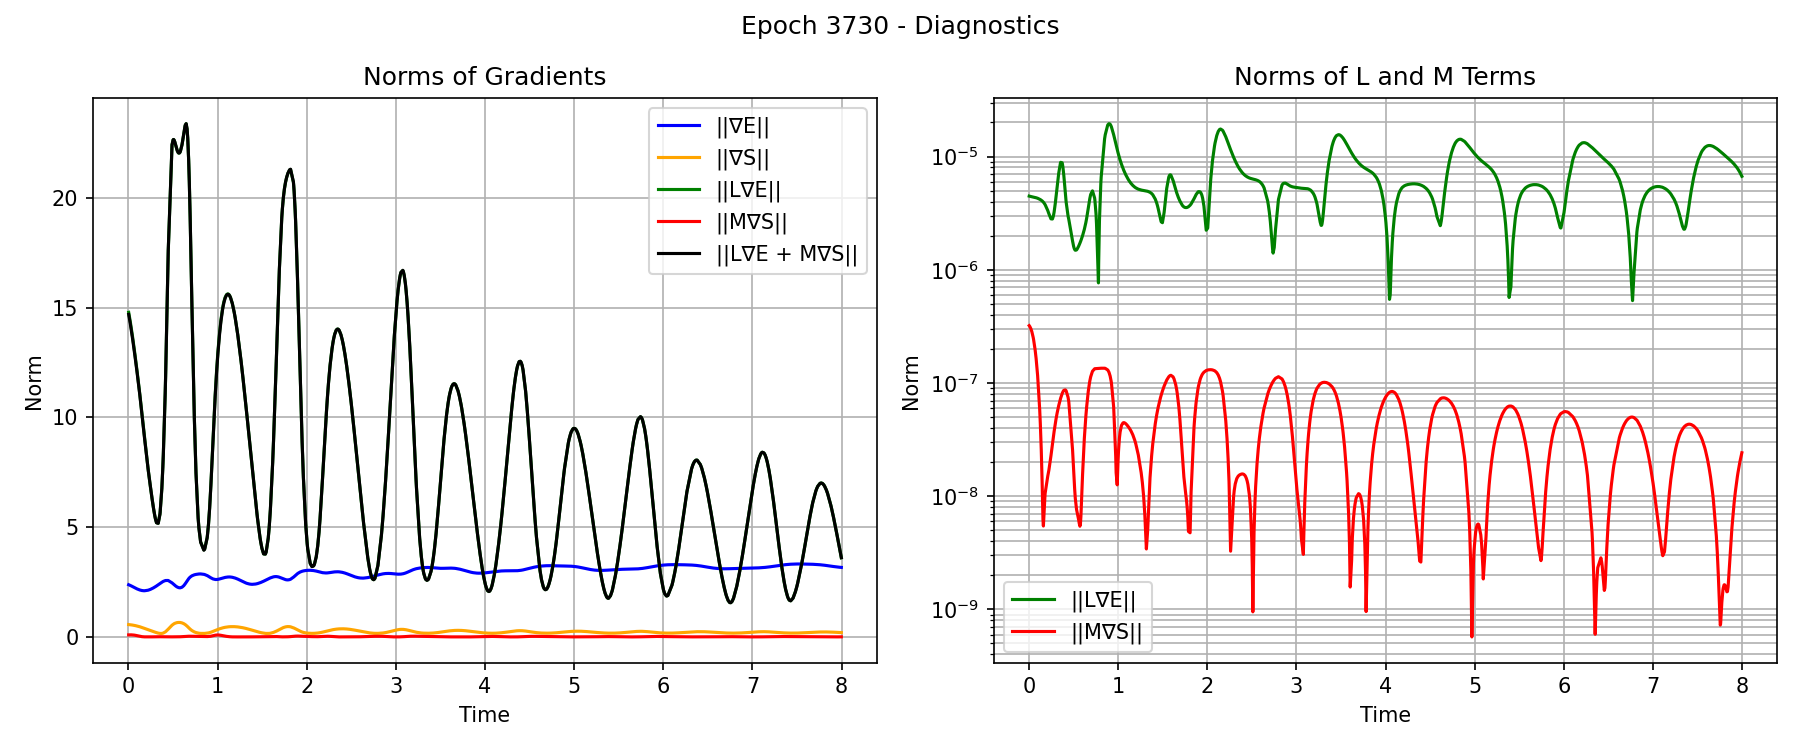 Epoch 3730 - Diagnostics
Norms of Gradients
Norm
20
15
10
5
0
||∇E||
||∇S||
||L∇E||
||M∇S||
||L∇E + M∇S||
0 1 2 3 4 5 6 7 8
Time
Norms of L and M Terms
Norm
10⁻⁵
10⁻⁶
10⁻⁷
10⁻⁸
10⁻⁹
||L∇E||
||M∇S||
0 1 2 3 4 5 6 7 8
Time